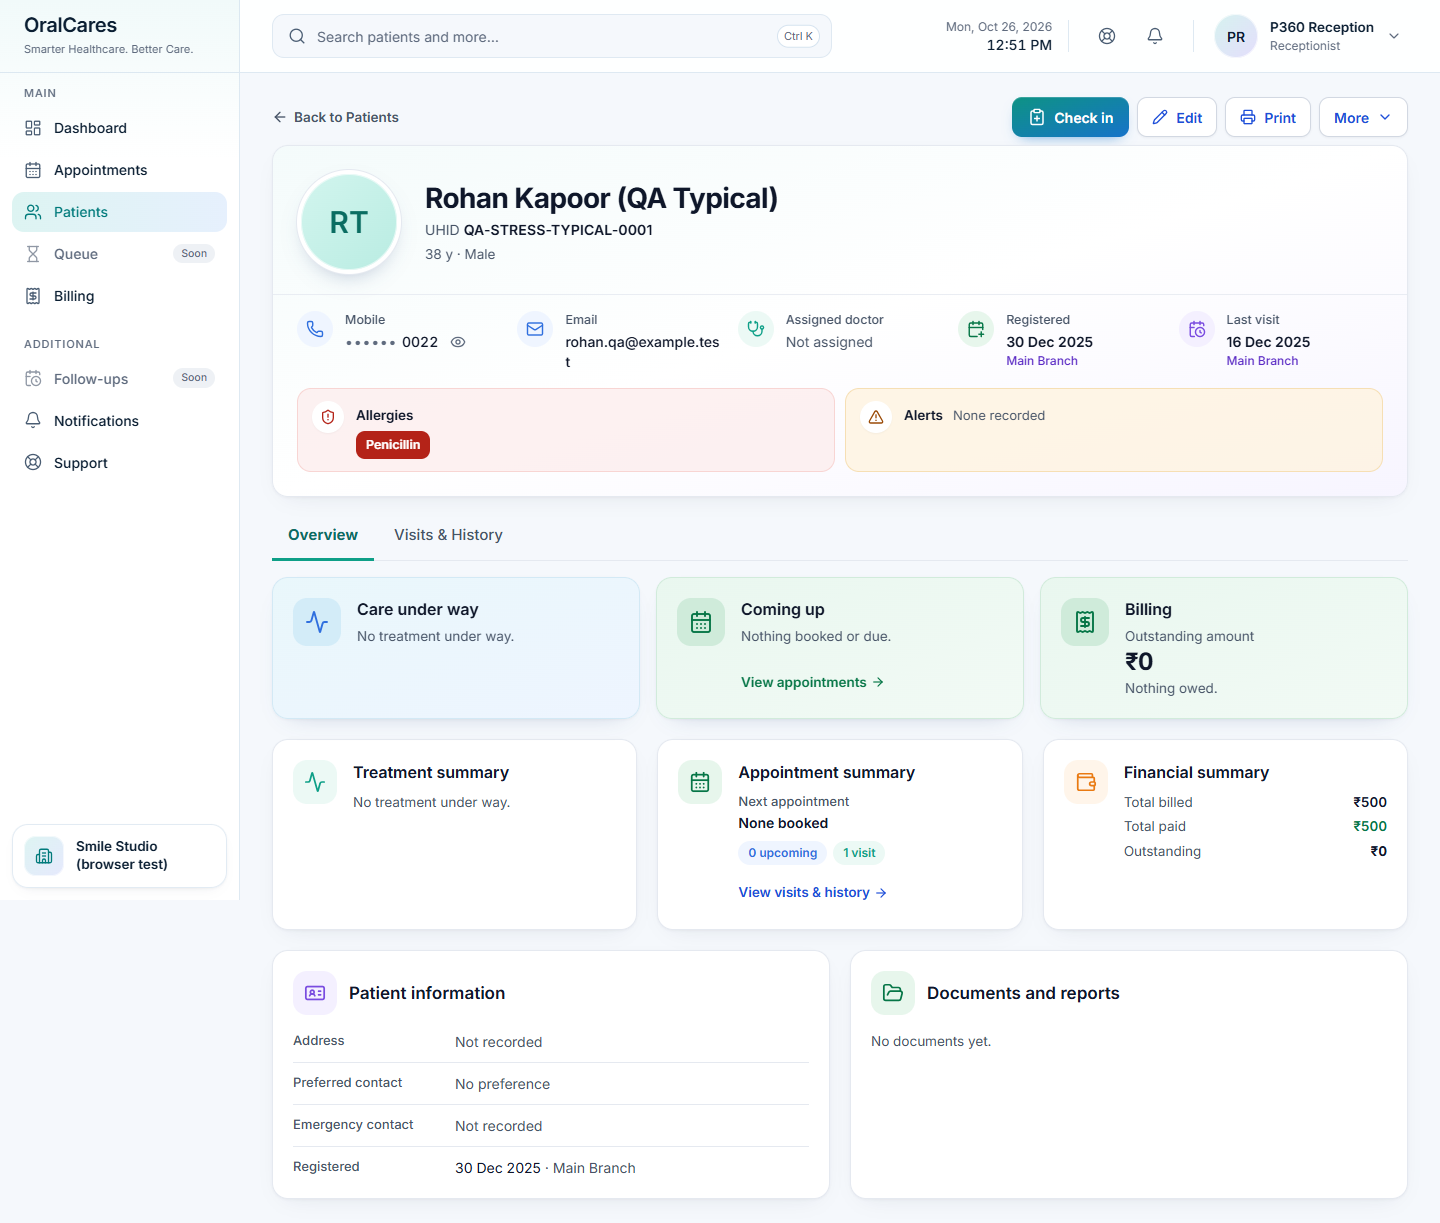 OralCares
Smarter Healthcare. Better Care.
Search patients and more...
Ctrl K
Mon, Oct 26, 2026
12:51 PM
PR
P360 Reception
Receptionist
MAIN
Dashboard
Appointments
Patients
Queue
Soon
Billing
ADDITIONAL
Follow-ups
Soon
Notifications
Support
Smile Studio
(browser test)
Back to Patients
Check in
Edit
Print
More
RT
Rohan Kapoor (QA Typical)
UHID QA-STRESS-TYPICAL-0001
38 y · Male
Mobile
•••••• 0022
Email
rohan.qa@example.tes
t
Assigned doctor
Not assigned
Registered
30 Dec 2025
Main Branch
Last visit
16 Dec 2025
Main Branch
Allergies
Penicillin
Alerts None recorded
Overview
Visits & History
Care under way
No treatment under way.
Coming up
Nothing booked or due.
View appointments →
Billing
Outstanding amount
₹0
Nothing owed.
Treatment summary
No treatment under way.
Appointment summary
Next appointment
None booked
0 upcoming
1 visit
View visits & history →
Financial summary
Total billed ₹500
Total paid ₹500
Outstanding ₹0
Patient information
Address Not recorded
Preferred contact No preference
Emergency contact Not recorded
Registered 30 Dec 2025 · Main Branch
Documents and reports
No documents yet.